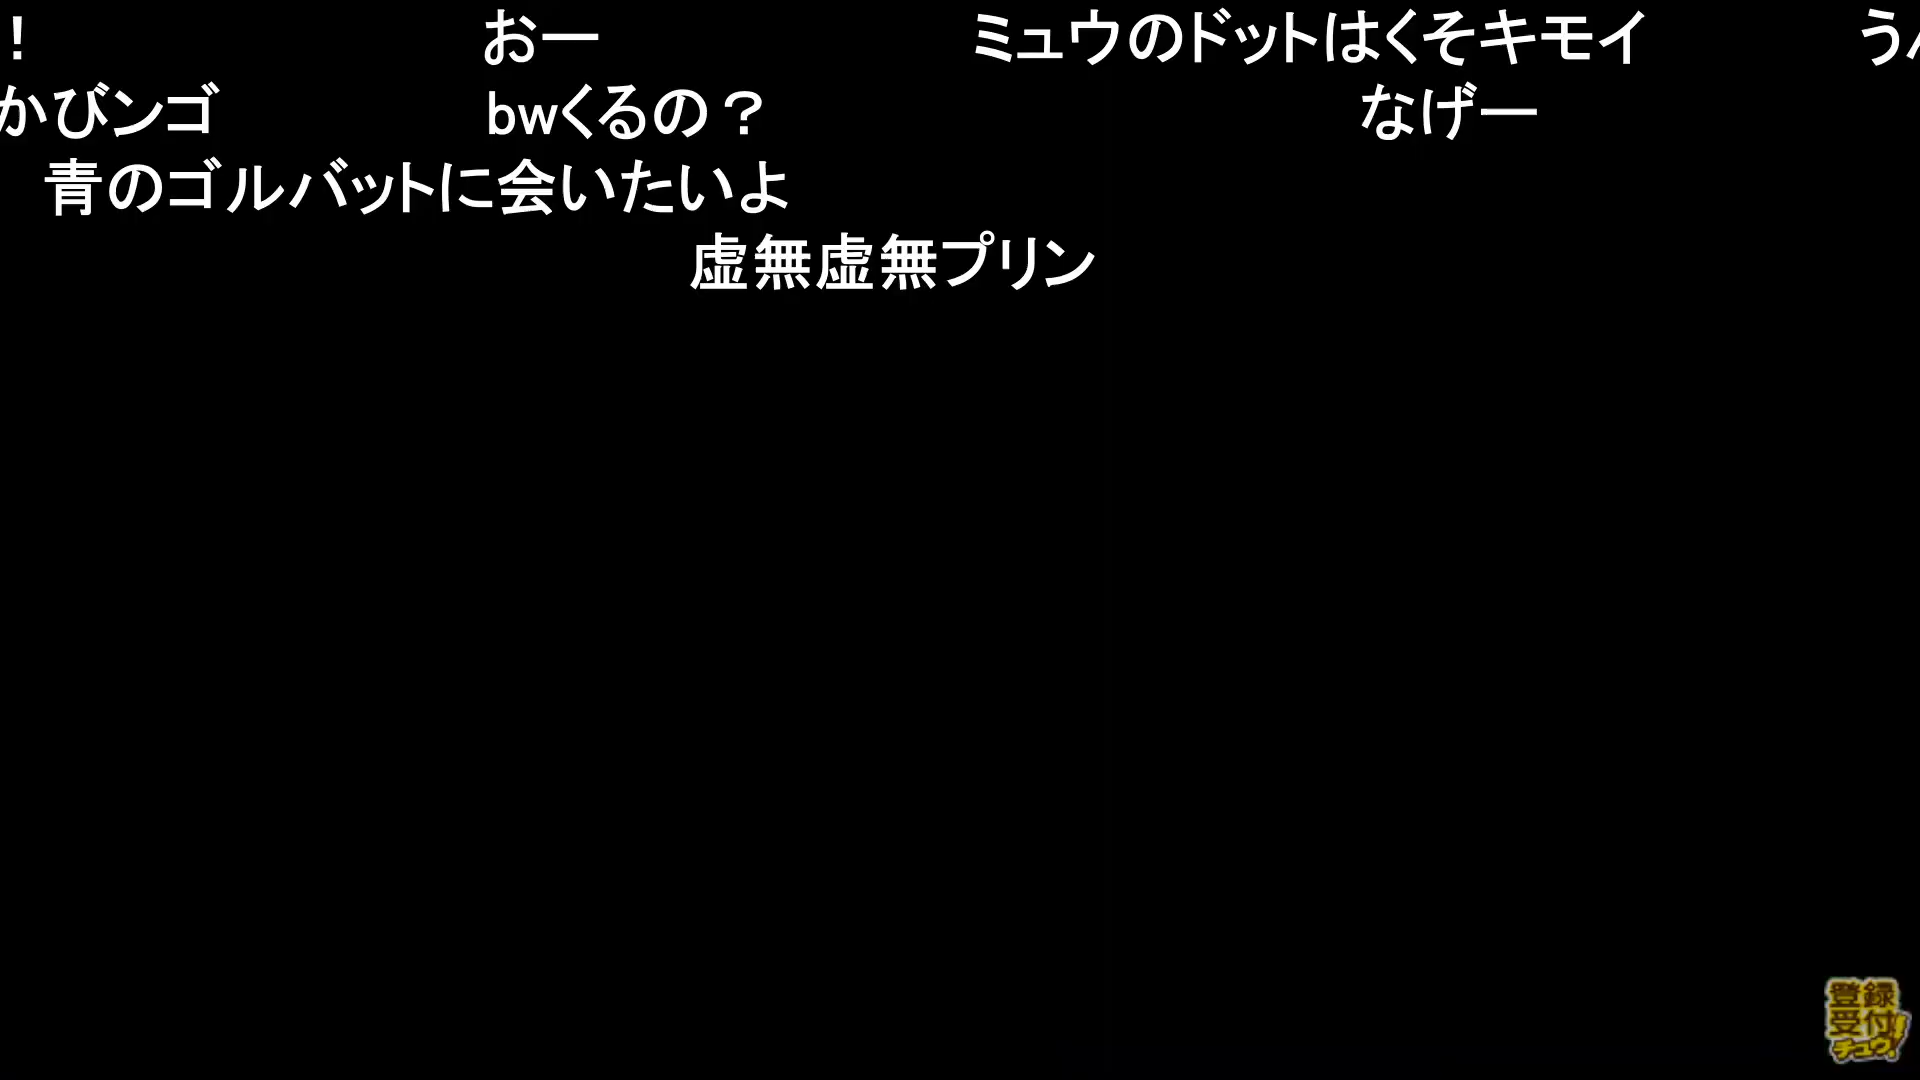 ！ おー ミュウのドットはくそキモイ う
かびンゴ bwくるの？ なげー
青のゴルバットに会いたいよ
虚無虚無プリン
登録
受付
チュウ！